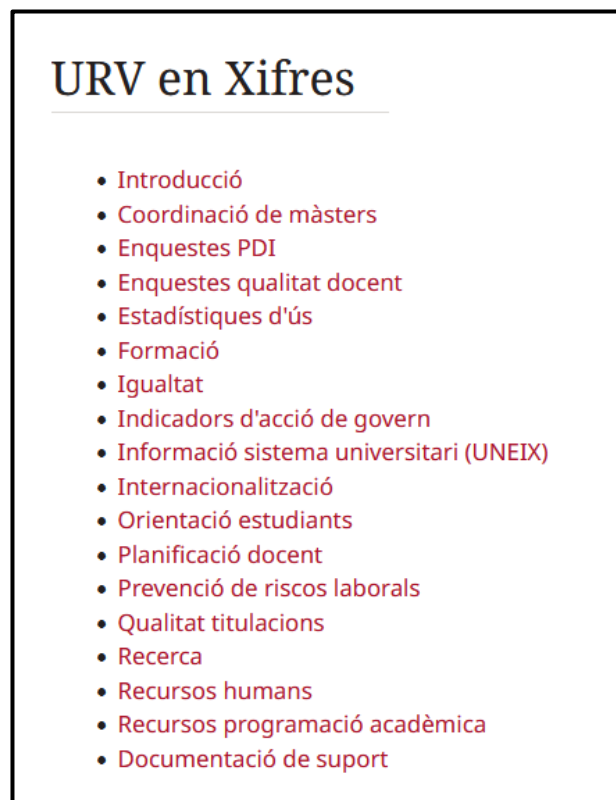 URV en Xifres
Introducció
Coordinació de màsters
Enquestes PDI
Enquestes qualitat docent
Estadístiques d'ús
Formació
Igualtat
Indicadors d'acció de govern
Informació sistema universitari (UNEIX)
Internacionalització
Orientació estudiants
Planificació docent
Prevenció de riscos laborals
Qualitat titulacions
Recerca
Recursos humans
Recursos programació acadèmica
Documentació de suport